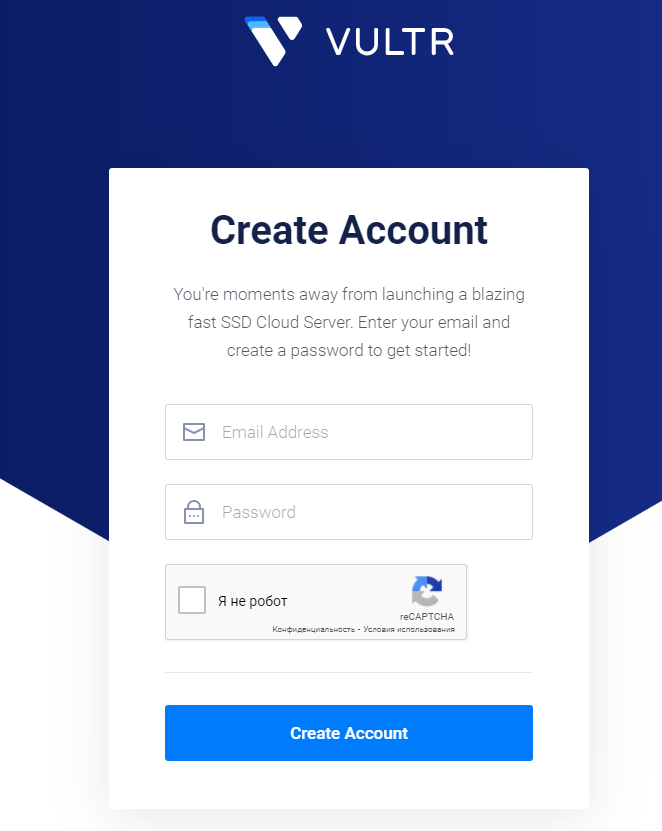 VULTR
Create Account
You're moments away from launching a blazing
fast SSD Cloud Server. Enter your email and
create a password to get started!
Email Address
Password
Я не робот
reCAPTCHA
Конфиденциальность - Условия использования
Create Account